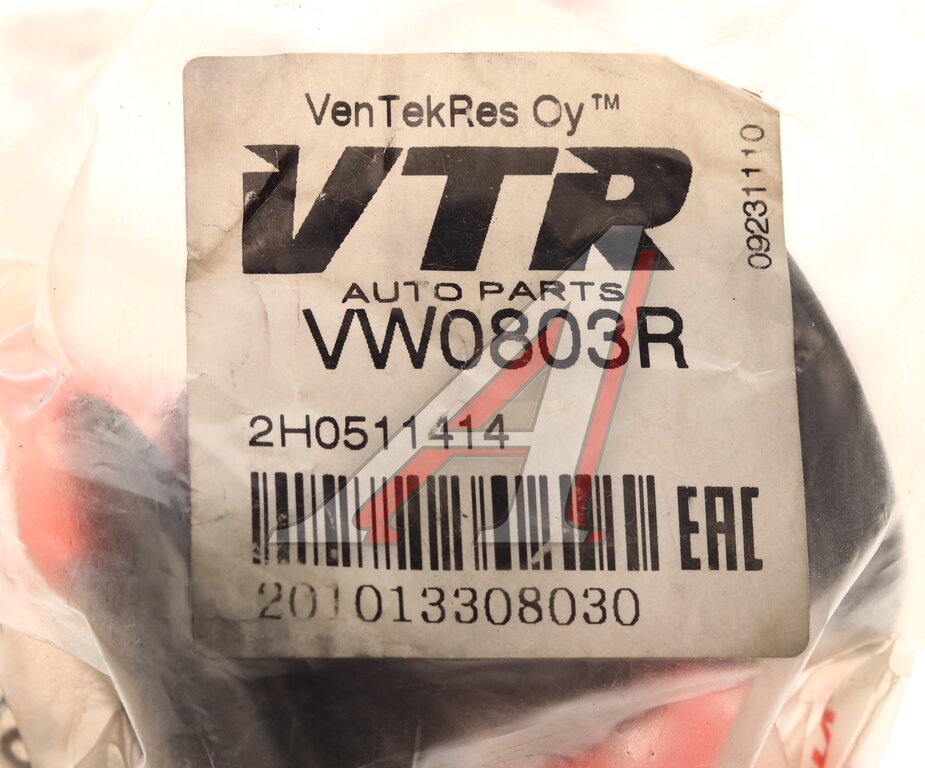 VenTekRes Oy™
VTR
AUTO PARTS
VW0803R
2H0511414
EAC
201013308030
09231110